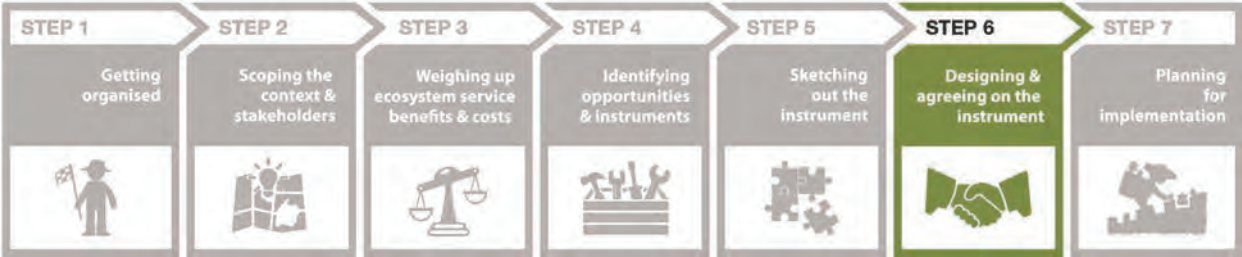 STEP 1
Getting
organised
STEP 2
Scoping the
context &
stakeholders
STEP 3
Weighing up
ecosystem service
benefits & costs
STEP 4
Identifying
opportunities
& instruments
STEP 5
Sketching
out the
instrument
STEP 6
Designing &
agreeing on the
instrument
STEP 7
Planning
for
implementation